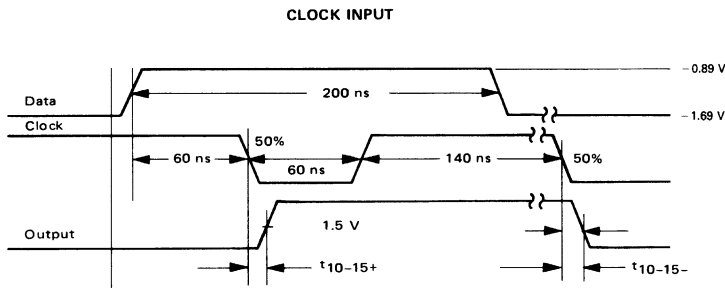 CLOCK INPUT
-0.89 V
Data
200 ns
-1.69 V
Clock
50%
60 ns
60 ns
140 ns
50%
Output
1.5 V
t10-15+
t10-15-